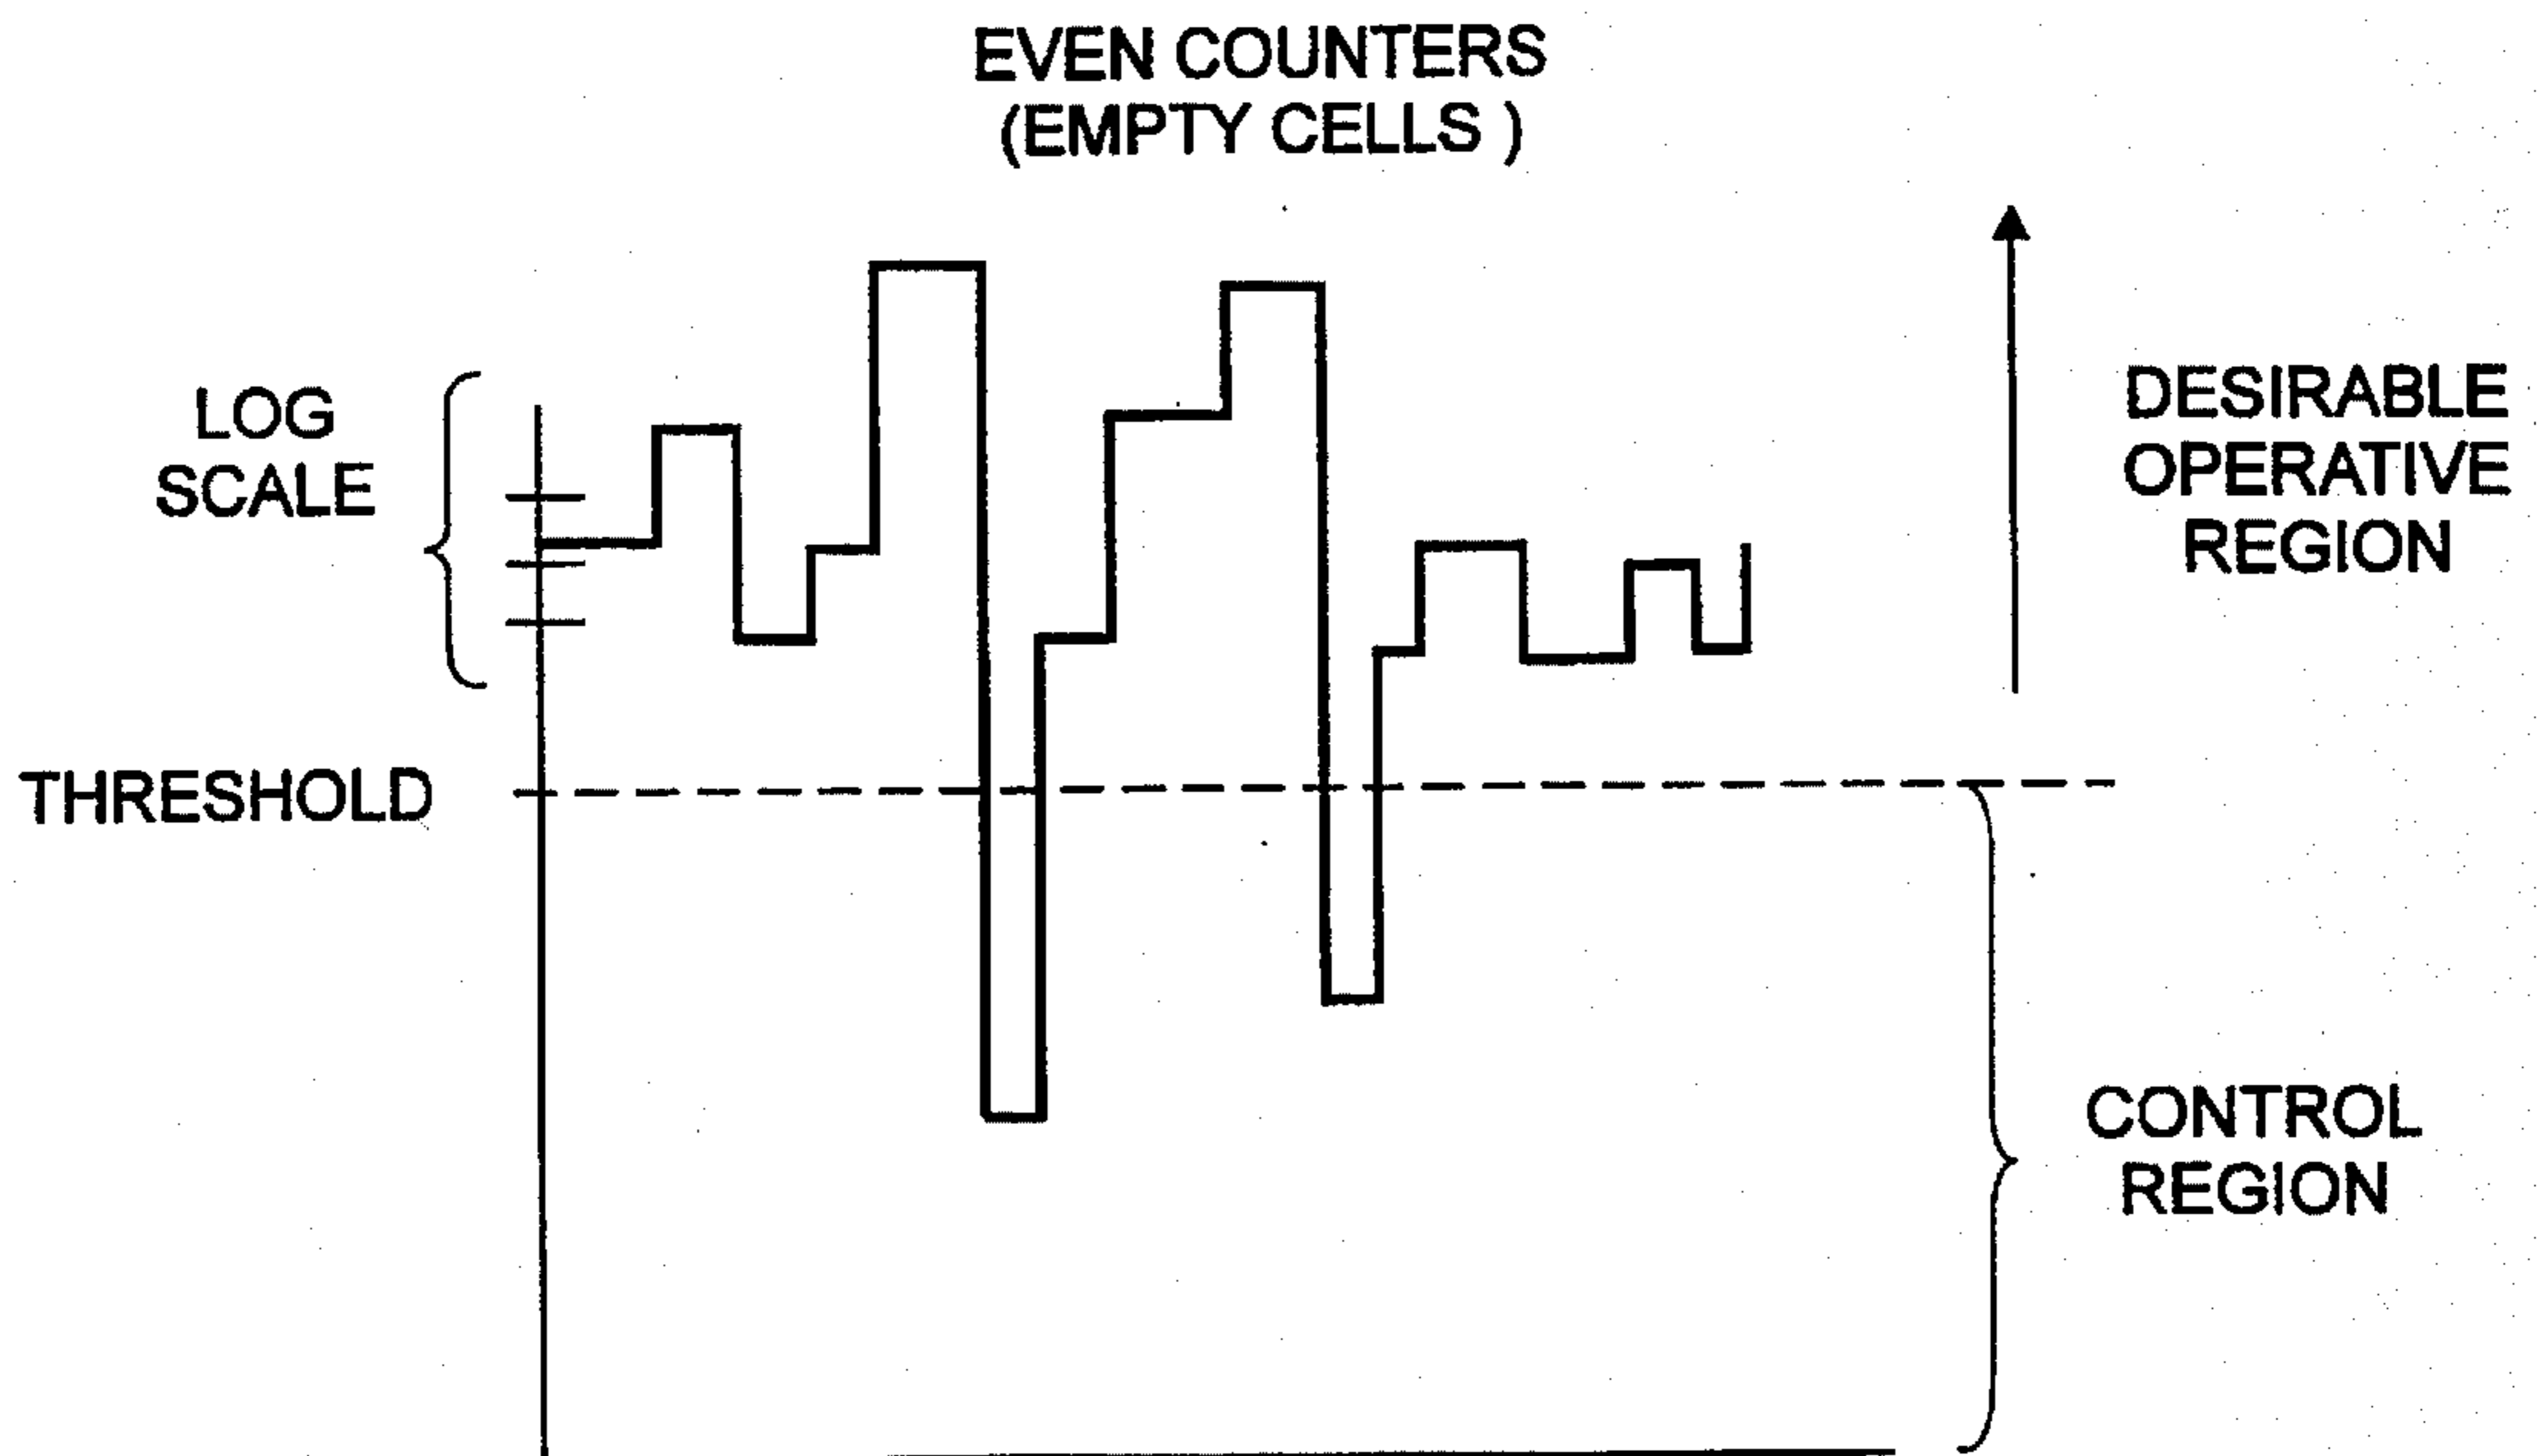 EVEN COUNTERS
(EMPTY CELLS )
LOG
SCALE
DESIRABLE
OPERATIVE
REGION
THRESHOLD
CONTROL
REGION